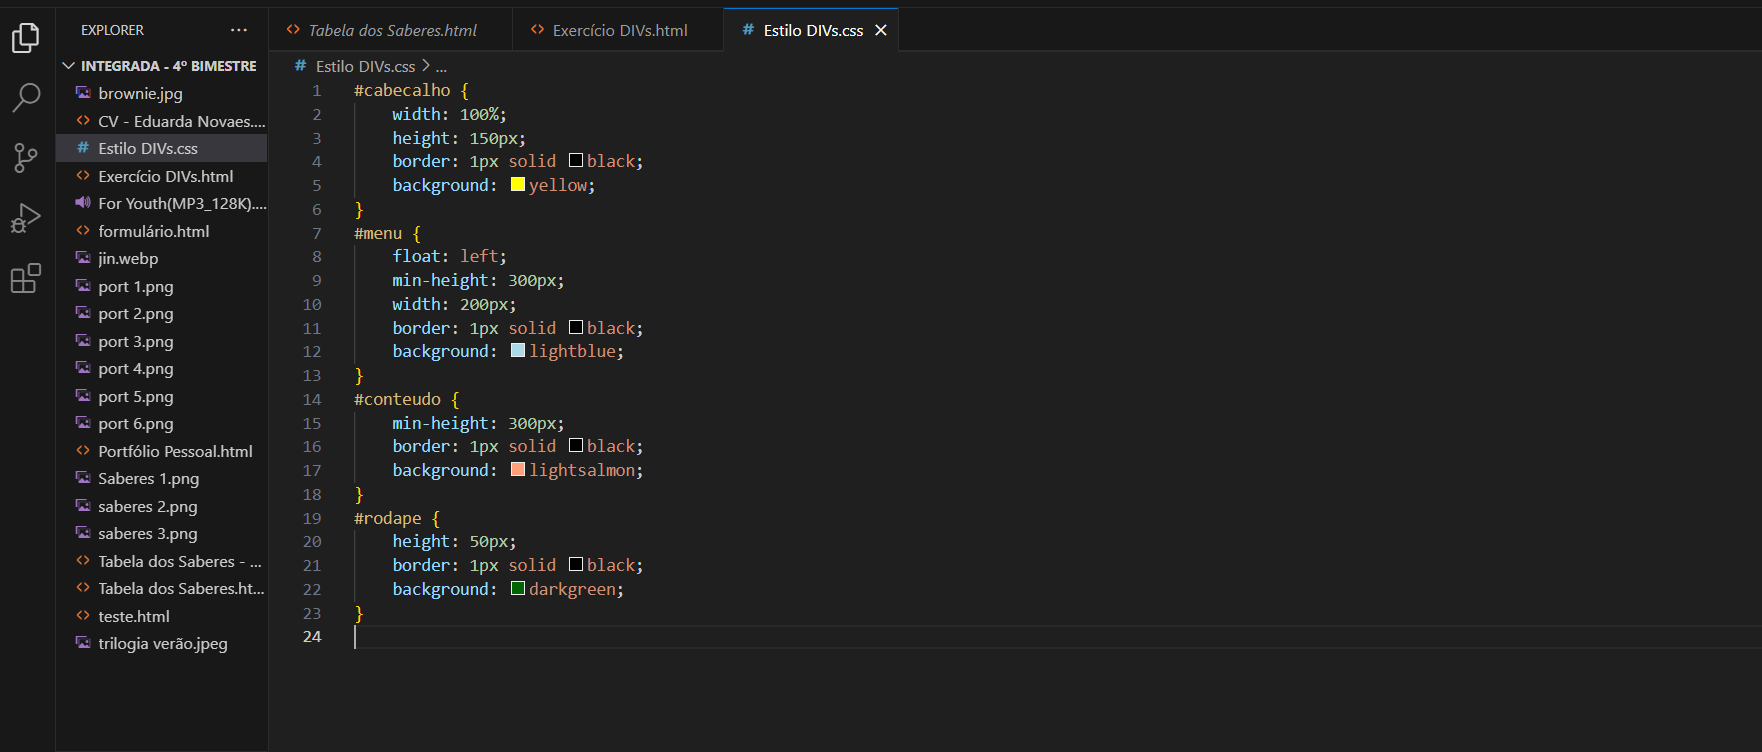 EXPLORER ...
INTEGRADA - 4º BIMESTRE
brownie.jpg
CV - Eduarda Novaes....
Estilo DIVs.css
Exercício DIVs.html
For Youth(MP3_128K)....
formulário.html
jin.webp
port 1.png
port 2.png
port 3.png
port 4.png
port 5.png
port 6.png
Portfólio Pessoal.html
Saberes 1.png
saberes 2.png
saberes 3.png
Tabela dos Saberes - ...
Tabela dos Saberes.ht...
teste.html
trilogia verão.jpeg
<> Tabela dos Saberes.html <> Exercício DIVs.html # Estilo DIVs.css ×
# Estilo DIVs.css > ...
1 #cabecalho {
2 width: 100%;
3 height: 150px;
4 border: 1px solid black;
5 background: yellow;
6 }
7 #menu {
8 float: left;
9 min-height: 300px;
10 width: 200px;
11 border: 1px solid black;
12 background: lightblue;
13 }
14 #conteudo {
15 min-height: 300px;
16 border: 1px solid black;
17 background: lightsalmon;
18 }
19 #rodape {
20 height: 50px;
21 border: 1px solid black;
22 background: darkgreen;
23 }
24